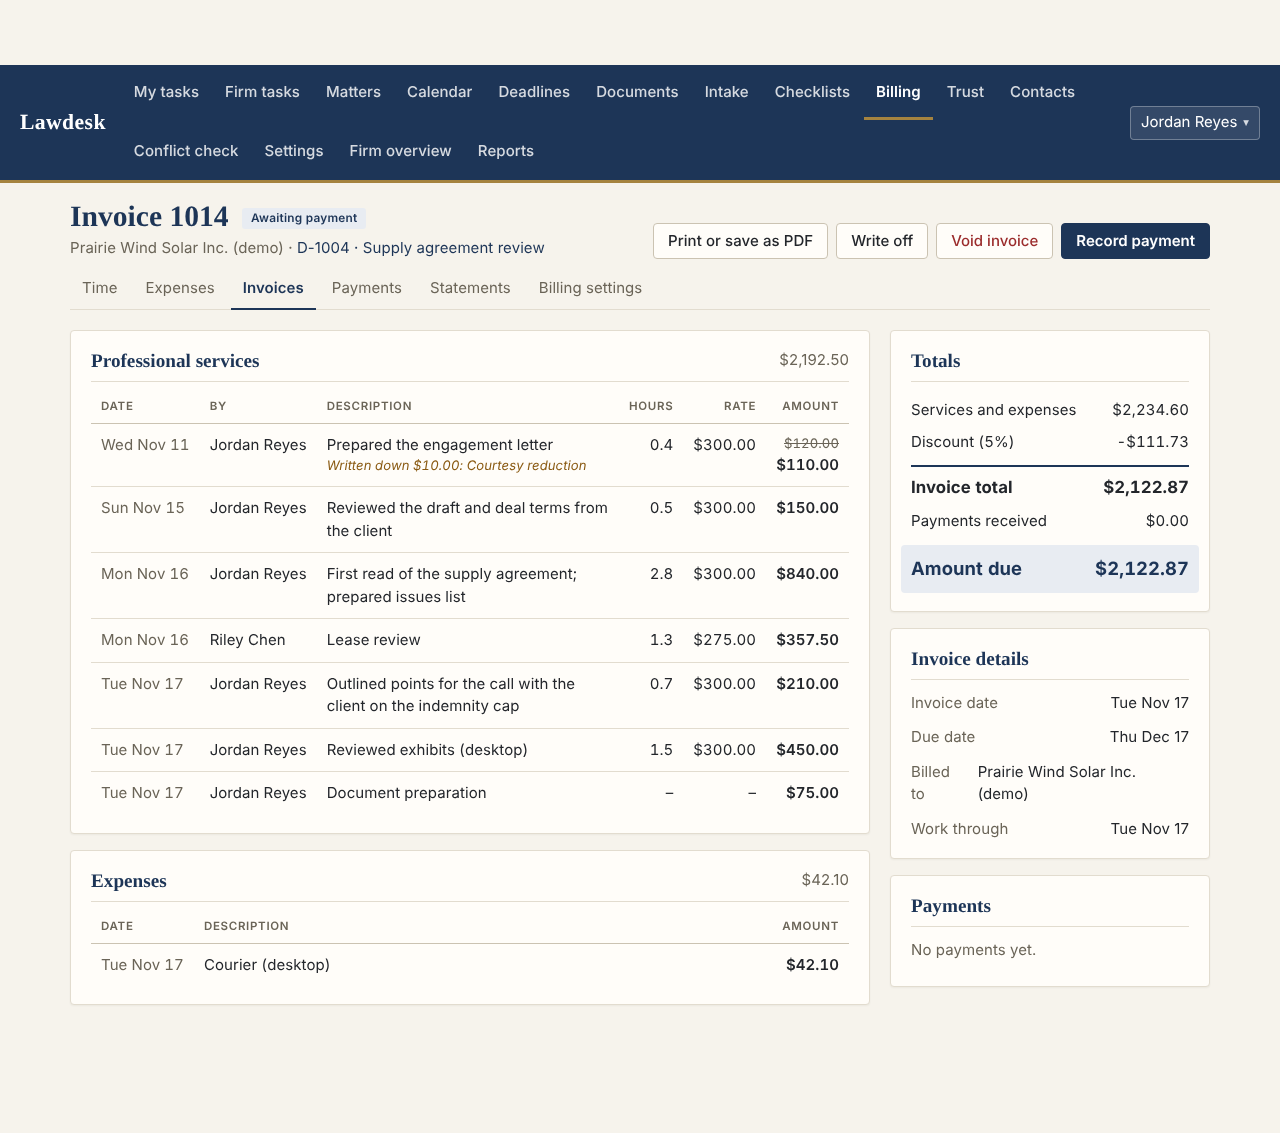 Lawdesk
My tasks Firm tasks Matters Calendar Deadlines Documents Intake Checklists Billing Trust Contacts
Conflict check Settings Firm overview Reports
Jordan Reyes ▾
Invoice 1014 Awaiting payment
Prairie Wind Solar Inc. (demo) · D-1004 · Supply agreement review
Print or save as PDF Write off Void invoice Record payment
Time Expenses Invoices Payments Statements Billing settings
Professional services $2,192.50
DATE BY DESCRIPTION HOURS RATE AMOUNT
Wed Nov 11 Jordan Reyes Prepared the engagement letter 0.4 $300.00 $120.00
Written down $10.00: Courtesy reduction $110.00
Sun Nov 15 Jordan Reyes Reviewed the draft and deal terms from 0.5 $300.00 $150.00
the client
Mon Nov 16 Jordan Reyes First read of the supply agreement; 2.8 $300.00 $840.00
prepared issues list
Mon Nov 16 Riley Chen Lease review 1.3 $275.00 $357.50
Tue Nov 17 Jordan Reyes Outlined points for the call with the 0.7 $300.00 $210.00
client on the indemnity cap
Tue Nov 17 Jordan Reyes Reviewed exhibits (desktop) 1.5 $300.00 $450.00
Tue Nov 17 Jordan Reyes Document preparation – – $75.00
Expenses $42.10
DATE DESCRIPTION AMOUNT
Tue Nov 17 Courier (desktop) $42.10
Totals
Services and expenses $2,234.60
Discount (5%) -$111.73
Invoice total $2,122.87
Payments received $0.00
Amount due $2,122.87
Invoice details
Invoice date Tue Nov 17
Due date Thu Dec 17
Billed Prairie Wind Solar Inc.
to (demo)
Work through Tue Nov 17
Payments
No payments yet.